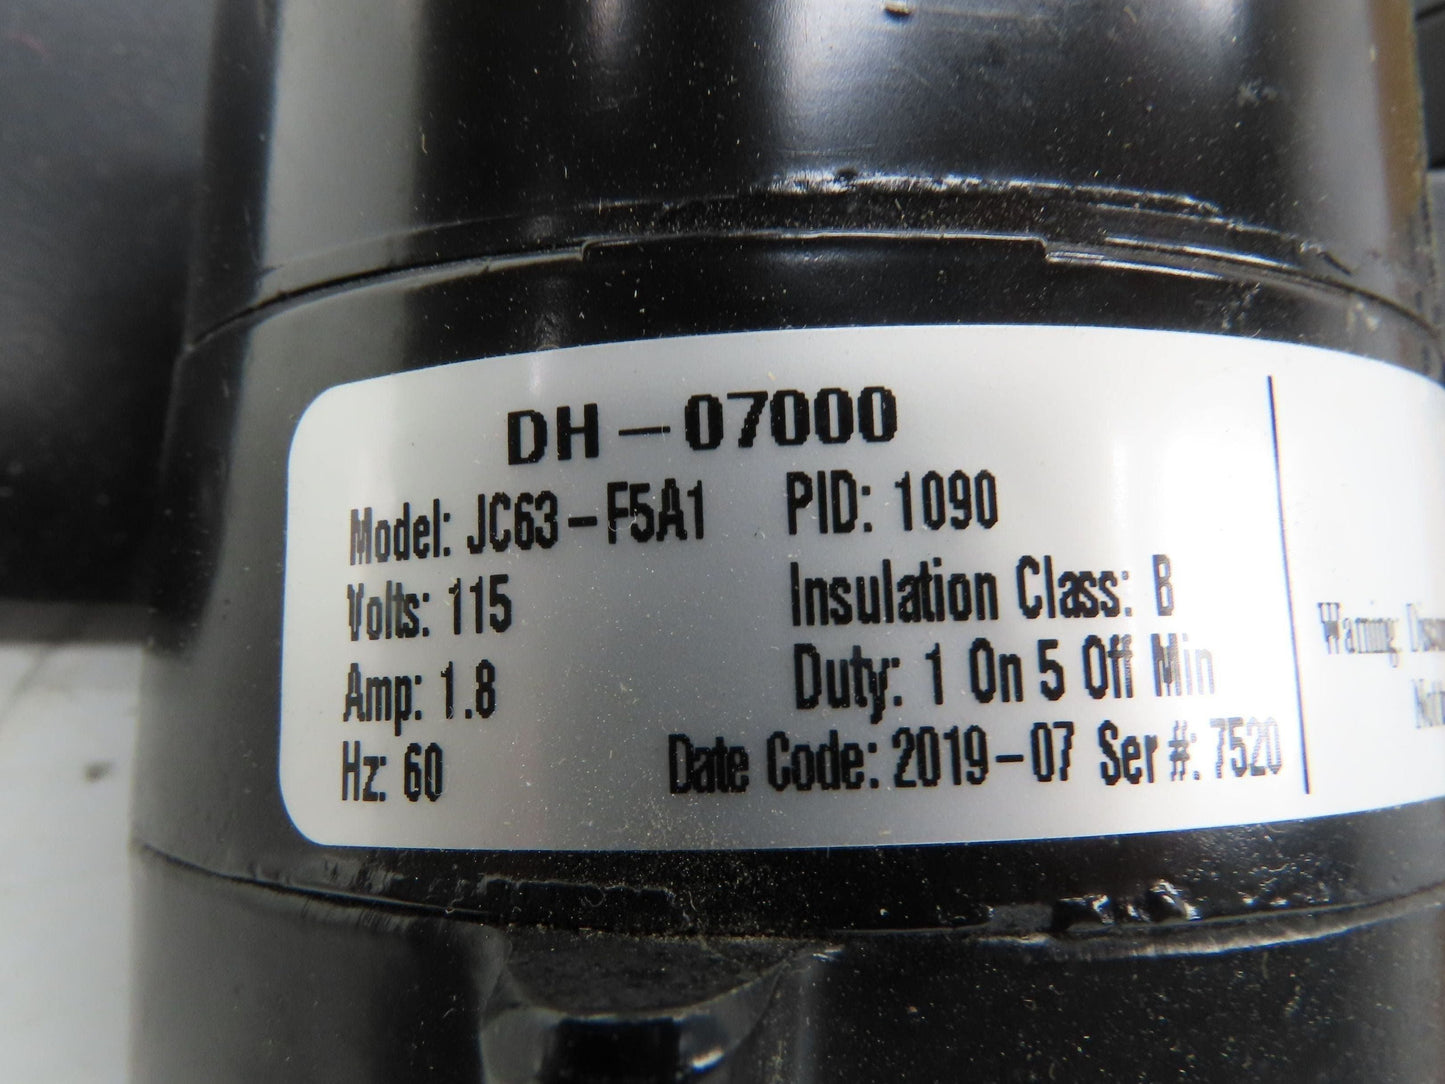 DH-07000
Model: JC63-F5A1 PID: 1090
Volts: 115 Insulation Class: B
Amp: 1.8 Duty: 1 On 5 Off Min
Hz: 60 Date Code: 2019-07 Ser #: 7520
Warning: